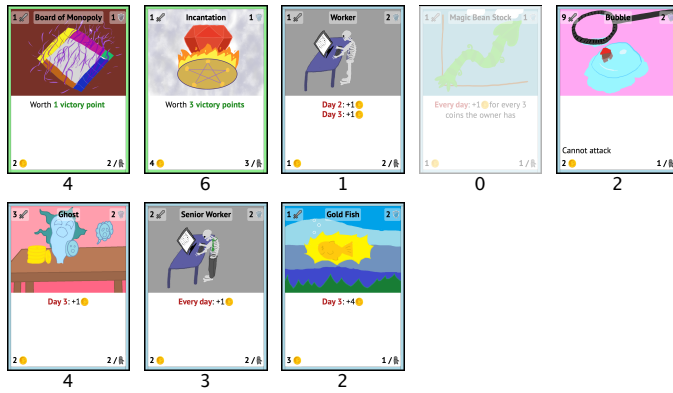 1 Board of Monopoly 1
Worth 1 victory point
2 2 /
4
1 Incantation 1
Worth 3 victory points
4 3 /
6
1 Worker 2
Day 2: +1
Day 3: +1
1 2 /
1
1 Magic Bean Stock 1
Every day: +1 for every 3
coins the owner has
1 1 /
0
9 Bubble 2
Cannot attack
2 1 /
2
3 Ghost 2
Day 3: +1
2 2 /
4
2 Senior Worker 2
Every day: +1
2 2 /
3
1 Gold Fish 2
Day 3: +4
3 1 /
2